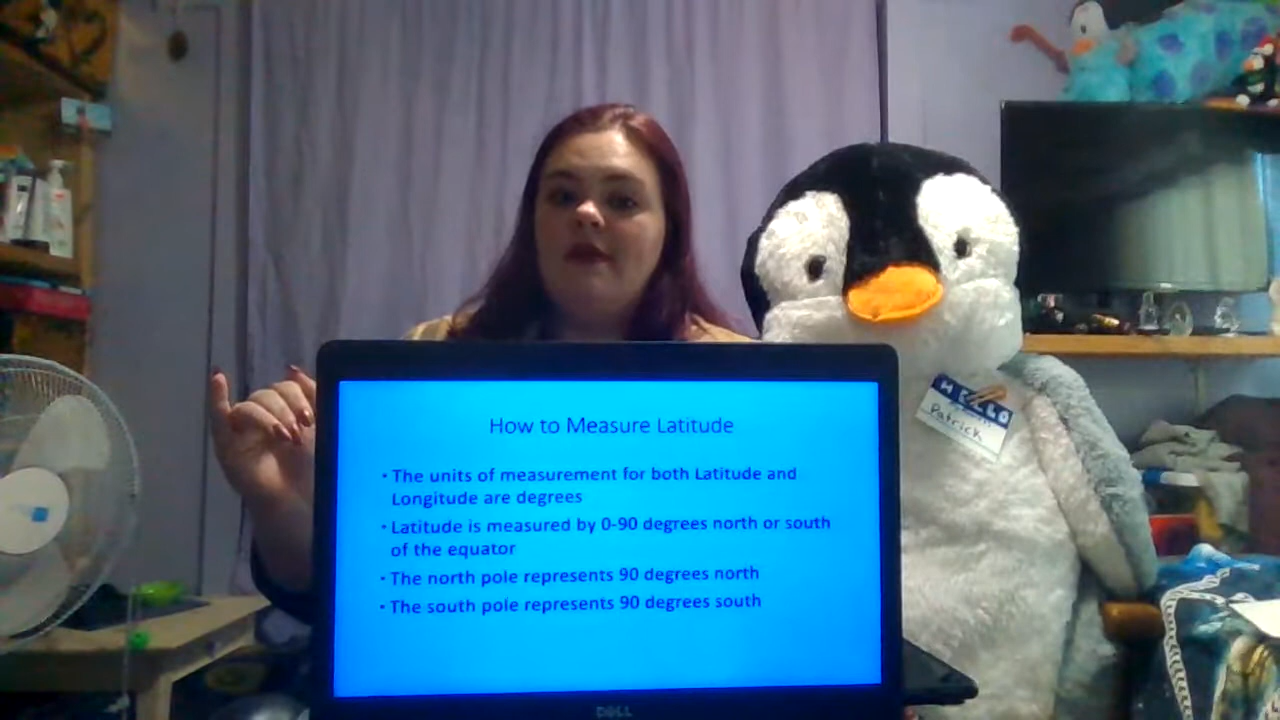 How to Measure Latitude
• The units of measurement for both Latitude and
Longitude are degrees
• Latitude is measured by 0-90 degrees north or south
of the equator
• The north pole represents 90 degrees north
• The south pole represents 90 degrees south
HELLO
Patrick
DELL